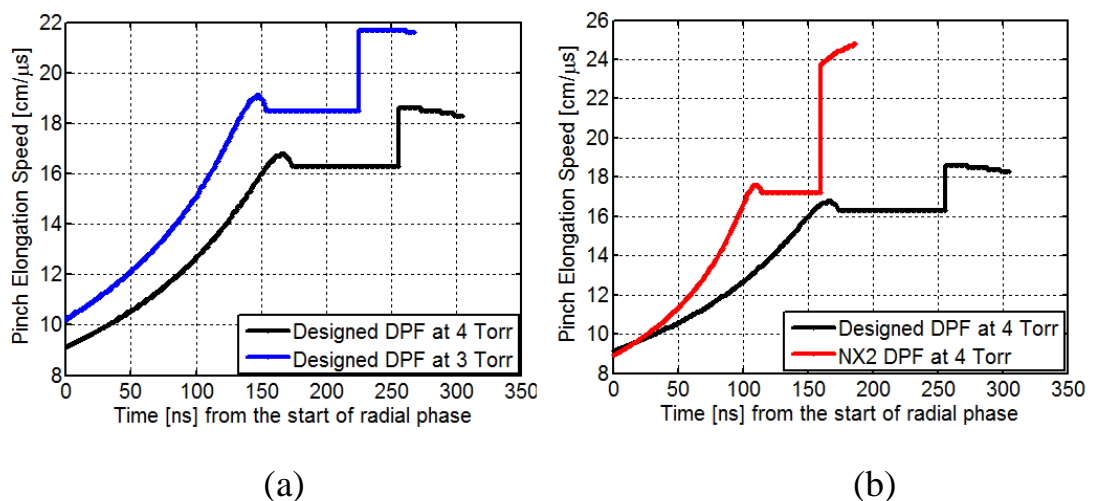 22
20
18
16
14
12
10
8
Pinch Elongation Speed [cm/μs]
0 50 100 150 200 250 300 350
Time [ns] from the start of radial phase
Designed DPF at 4 Torr
Designed DPF at 3 Torr
(a)
26
24
22
20
18
16
14
12
10
8
Pinch Elongation Speed [cm/μs]
0 50 100 150 200 250 300 350
Time [ns] from the start of radial phase
Designed DPF at 4 Torr
NX2 DPF at 4 Torr
(b)